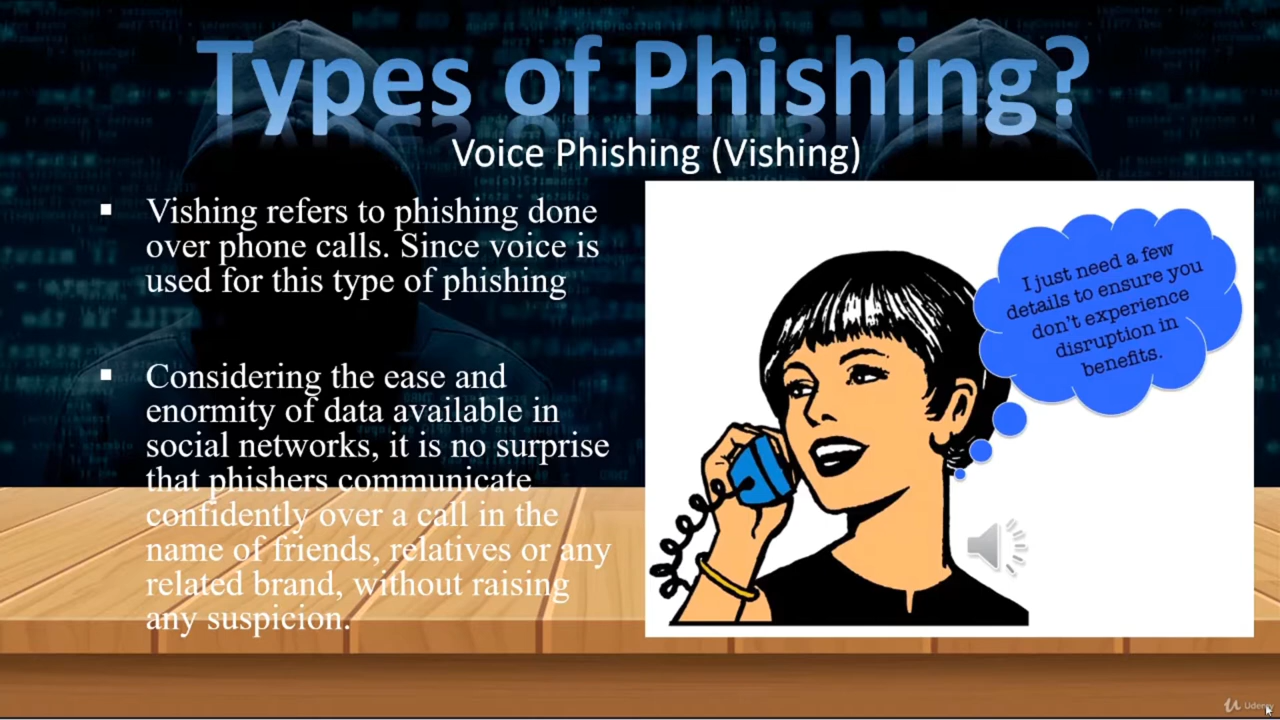 Types of Phishing?
Voice Phishing (Vishing)
▪ Vishing refers to phishing done
over phone calls. Since voice is
used for this type of phishing
▪ Considering the ease and
enormity of data available in
social networks, it is no surprise
that phishers communicate
confidently over a call in the
name of friends, relatives or any
related brand, without raising
any suspicion.
I just need a few
details to ensure you
don't experience
disruption in
benefits.
Udemy